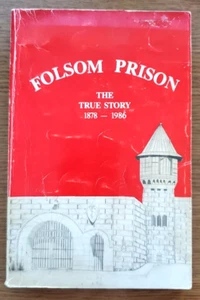 FOLSOM PRISON
THE
TRUE STORY
1878 — 1986